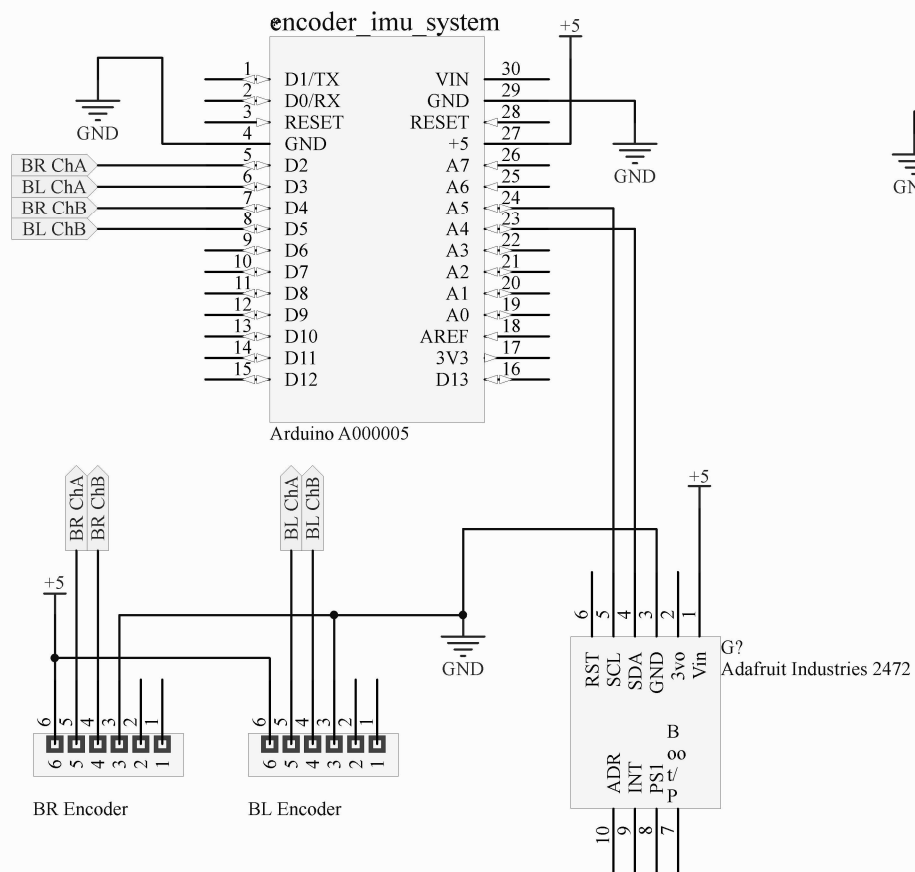 encoder_imu_system
+5
1 D1/TX VIN 30
2 D0/RX GND 29
3 RESET RESET 28
4 GND +5 27
5 D2 A7 26
6 D3 A6 25
7 D4 A5 24
8 D5 A4 23
9 D6 A3 22
10 D7 A2 21
11 D8 A1 20
12 D9 A0 19
13 D10 AREF 18
14 D11 3V3 17
15 D12 D13 16
GND
BR ChA
BL ChA
BR ChB
BL ChB
GND
GN
Arduino A000005
BR ChA
BR ChB
BL ChA
BL ChB
+5
+5
GND
6 5 4 3 2 1
6 5 4 3 2 1
BR Encoder
6 5 4 3 2 1
6 5 4 3 2 1
BL Encoder
6 5 4 3 2 1
RST SCL SDA GND 3vo Vin
G?
Adafruit Industries 2472
ADR INT PS1
B
oo
t/
P
10 9 8 7